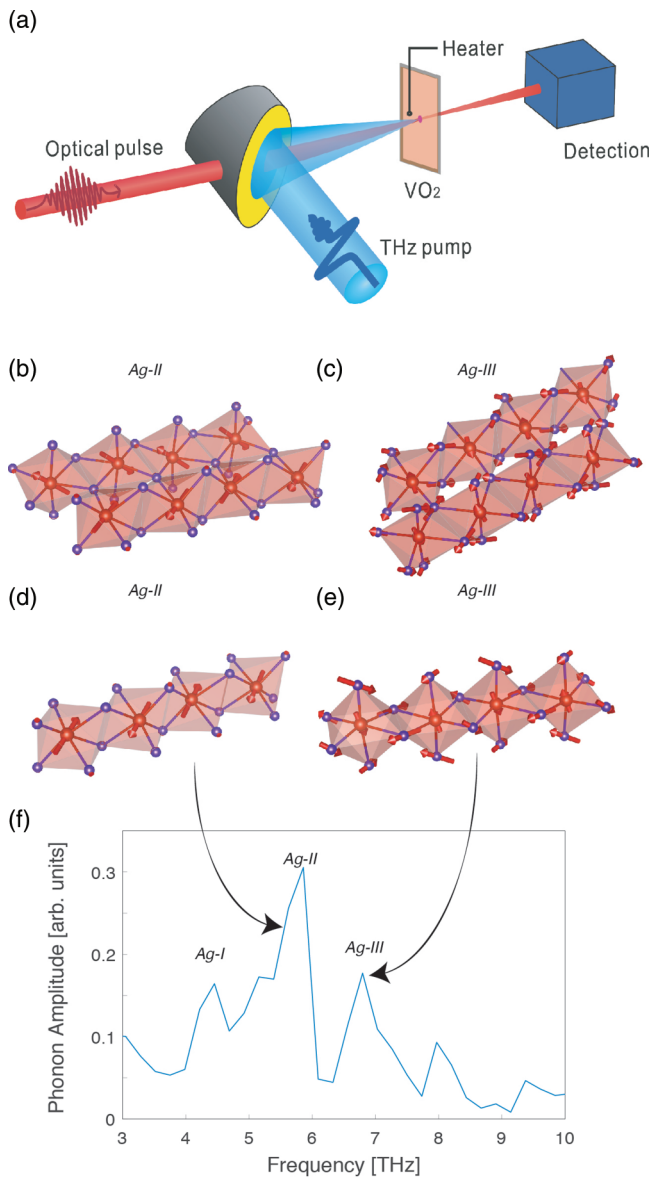 (a)
Heater
Optical pulse
Detection
VO₂
THz pump
(b)
Ag-II
(c)
Ag-III
Ag-II
Ag-III
(d)
(e)
(f)
Ag-II
Ag-I
Ag-III
Phonon Amplitude [arb. units]
0.3
0.2
0.1
0
3 4 5 6 7 8 9 10
Frequency [THz]